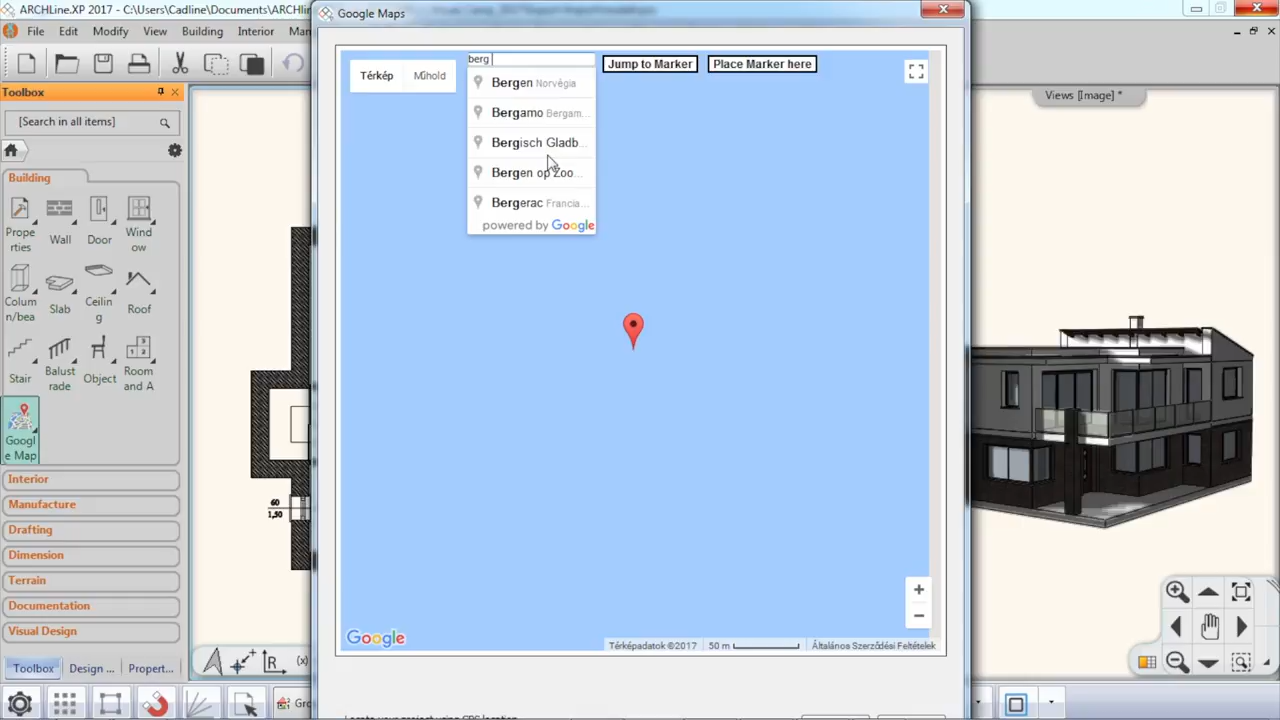 ARCHLine.XP 2017 - C:\Users\Cadline\Documents\ARCHlin
Google Maps
File Edit Modify View Building Interior
Toolbox
[Search in all items]
Building
Prope
rties
Wall
Door
Wind
ow
Colum
n/bea
Slab
Ceilin
g
Roof
Stair
Balust
rade
Object
Room
and A
Googl
e Map
Interior
Manufacture
Drafting
Dimension
Terrain
Documentation
Visual Design
Toolbox Design ... Propert...
60
1,50
R (x)
Térkép Műhold
berg
Jump to Marker Place Marker here
Bergen Norvégia
Bergamo Bergam...
Bergisch Gladb...
Bergen op Zoo...
Bergerac Francia...
powered by Google
Google
Térképadatok ©2017 50 m Általános Szerződési Feltételek
Views [Image] *